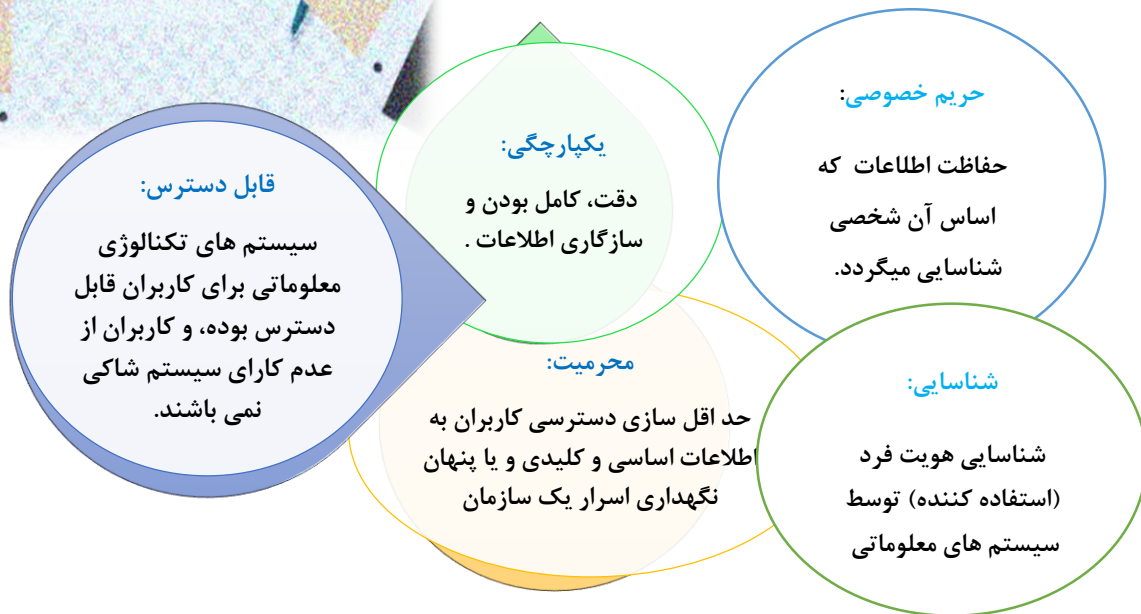 حریم خصوصی:
حفاظت اطلاعات که
اساس آن شخصی
شناسایی میگردد.
یکپارچگی:
دقت، کامل بودن و
سازگاری اطلاعات .
قابل دسترس:
سیستم های تکنالوژی
معلوماتی برای کاربران قابل
دسترس بوده، و کاربران از
عدم کارای سیستم شاکی
نمی باشند.
محرمیت:
حد اقل سازی دسترسی کاربران به
اطلاعات اساسی و کلیدی و یا پنهان
نگهداری اسرار یک سازمان
شناسایی:
شناسایی هویت فرد
(استفاده کننده) توسط
سیستم های معلوماتی